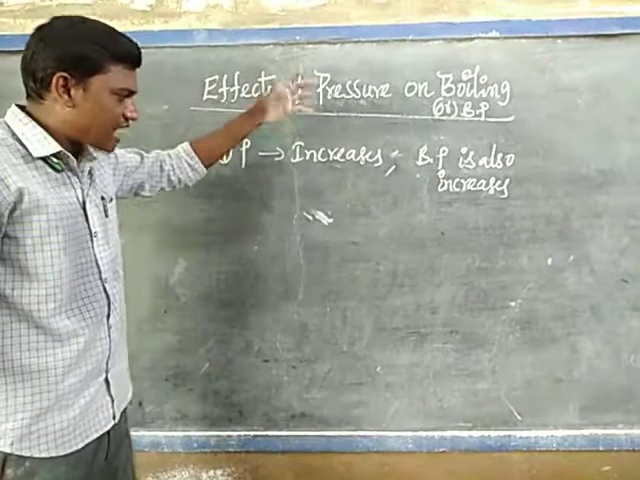 Effect Pressure on Boiling
(or) B.P
P → Increases ; B.P is also
increases